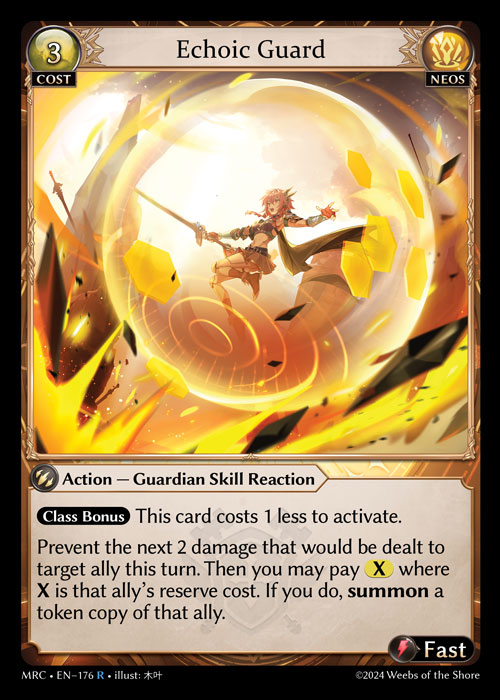 3
COST
Echoic Guard
NEOS
Action — Guardian Skill Reaction
Class Bonus This card costs 1 less to activate.
Prevent the next 2 damage that would be dealt to
target ally this turn. Then you may pay X where
X is that ally's reserve cost. If you do, summon a
token copy of that ally.
Fast
MRC • EN–176 R • illust: 木叶
©2024 Weebs of the Shore